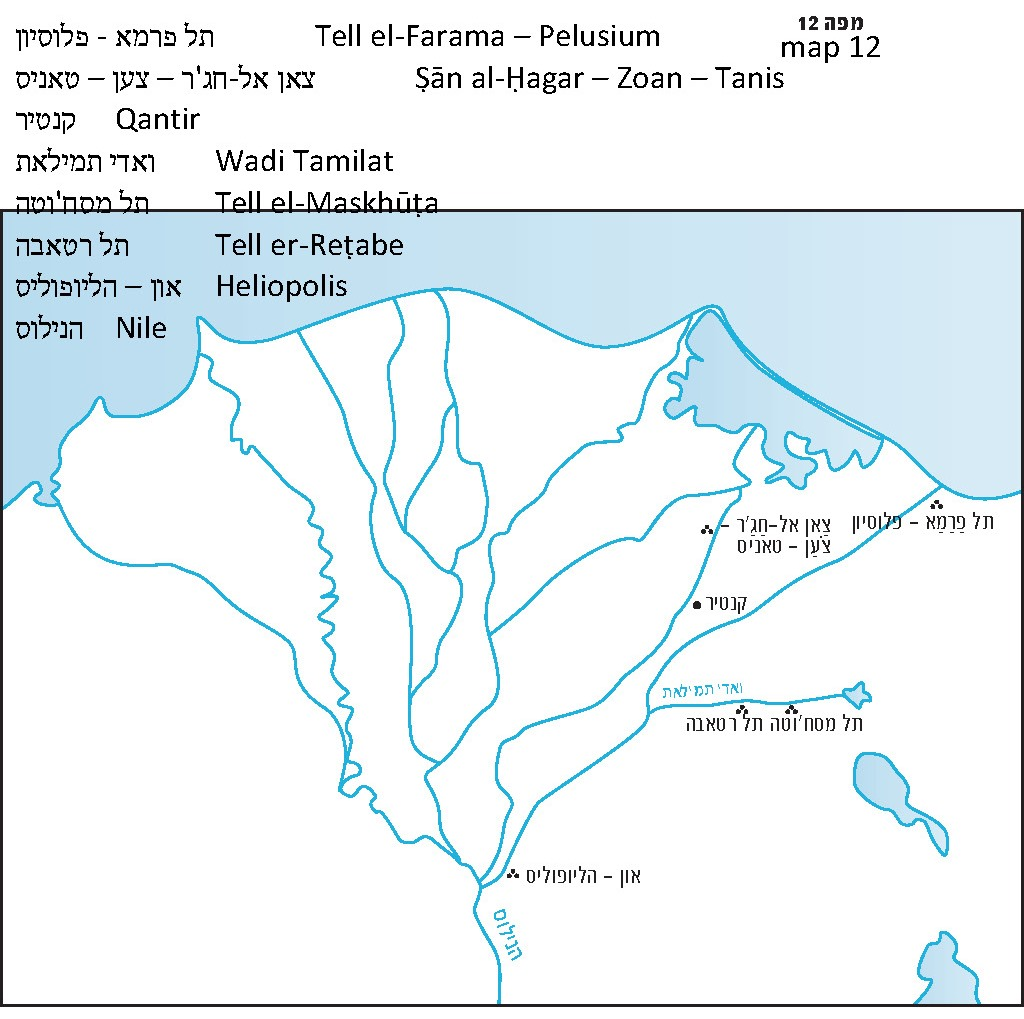 מפה 12
map 12
תל פרמא - פלוסיון Tell el-Farama – Pelusium
צאן אל-חג'ר – צען – טאניס Ṣān al-Ḥagar – Zoan – Tanis
קנטיר Qantir
ואדי תמילאת Wadi Tamilat
תל מסח'וטה Tell el-Maskhūṭa
תל רטאבה Tell er-Reṭabe
און – הליופוליס Heliopolis
הנילוס Nile
תל פַרַמַא – פלוסיון
צַאן אל-חַגַ'ר –
צֹעַן – טאניס
קנטיר
ואדי תמילאת
תל רטאבה
תל מסח'וטה
און – הליופוליס
הנילוס